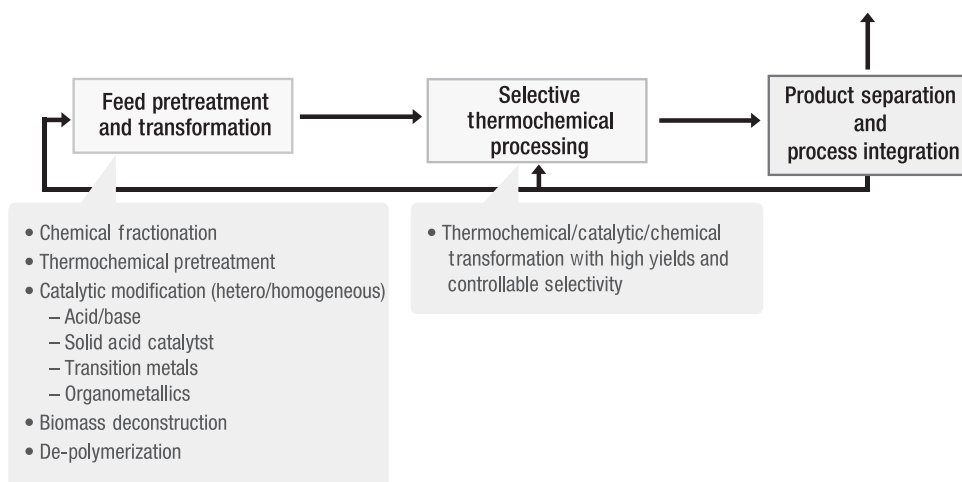 Feed pretreatment
and transformation
Selective
thermochemical
processing
Product separation
and
process integration
• Chemical fractionation
• Thermochemical pretreatment
• Catalytic modification (hetero/homogeneous)
– Acid/base
– Solid acid catalytst
– Transition metals
– Organometallics
• Biomass deconstruction
• De-polymerization
• Thermochemical/catalytic/chemical
transformation with high yields and
controllable selectivity